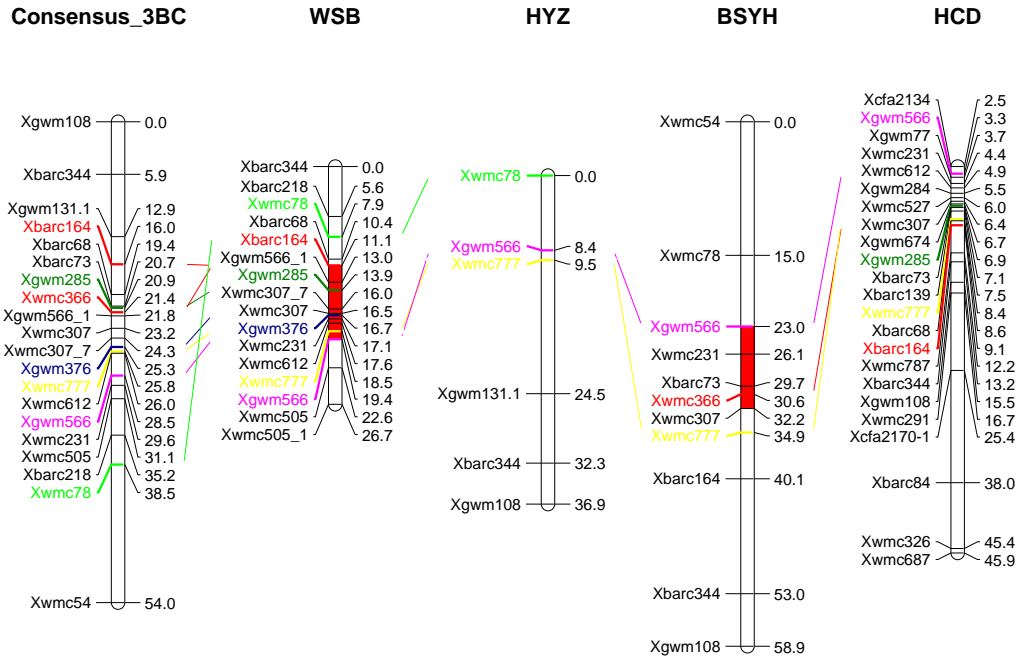 Consensus_3BC WSB HYZ BSYH HCD
Xgwm108 0.0
Xbarc344 5.9
Xgwm131.1 12.9
Xbarc164 16.0
Xbarc68 19.4
Xbarc73 20.7
Xgwm285 20.9
Xwmc366 21.4
Xgwm566_1 21.8
Xwmc307 23.2
Xwmc307_7 24.3
Xgwm376 25.3
Xwmc777 25.8
Xwmc612 26.0
Xgwm566 28.5
Xwmc231 29.6
Xwmc505 31.1
Xbarc218 35.2
Xwmc78 38.5
Xwmc54 54.0
Xbarc344 0.0
Xbarc218 5.6
Xwmc78 7.9
Xbarc68 10.4
Xbarc164 11.1
Xgwm566_1 13.0
Xgwm285 13.9
Xwmc307_7 16.0
Xwmc307 16.5
Xgwm376 16.7
Xwmc231 17.1
Xwmc612 17.6
Xwmc777 18.5
Xgwm566 19.4
Xwmc505 22.6
Xwmc505_1 26.7
Xwmc78 0.0
Xgwm566 8.4
Xwmc777 9.5
Xgwm131.1 24.5
Xbarc344 32.3
Xgwm108 36.9
Xwmc54 0.0
Xwmc78 15.0
Xgwm566 23.0
Xwmc231 26.1
Xbarc73 29.7
Xwmc366 30.6
Xwmc307 32.2
Xwmc777 34.9
Xbarc164 40.1
Xbarc344 53.0
Xgwm108 58.9
Xcfa2134 2.5
Xgwm566 3.3
Xgwm77 3.7
Xwmc231 4.4
Xwmc612 4.9
Xgwm284 5.5
Xwmc527 6.0
Xwmc307 6.4
Xgwm674 6.7
Xgwm285 6.9
Xbarc73 7.1
Xbarc139 7.5
Xwmc777 8.4
Xbarc68 8.6
Xbarc164 9.1
Xwmc787 12.2
Xbarc344 13.2
Xgwm108 15.5
Xwmc291 16.7
Xcfa2170-1 25.4
Xbarc84 38.0
Xwmc326 45.4
Xwmc687 45.9